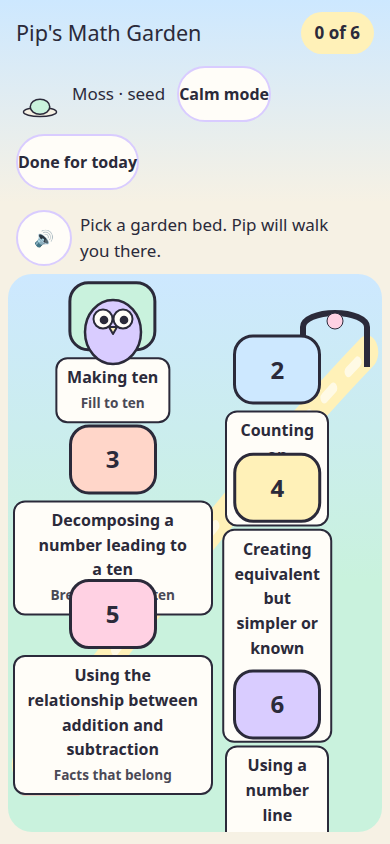 Pip's Math Garden
0 of 6
Moss · seed
Calm mode
Done for today
Pick a garden bed. Pip will walk
you there.
Making ten
Fill to ten
2
Counting
3
4
Decomposing a
number leading to
a ten
ten
Creating
equivalent
but
simpler or
known
5
6
Using the
relationship between
addition and
subtraction
Facts that belong
Using a
number
line